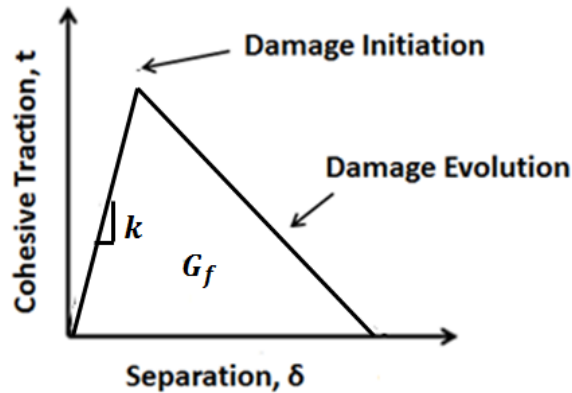 Damage Initiation
Cohesive Traction, t
Damage Evolution
k
G_f
Separation, δ